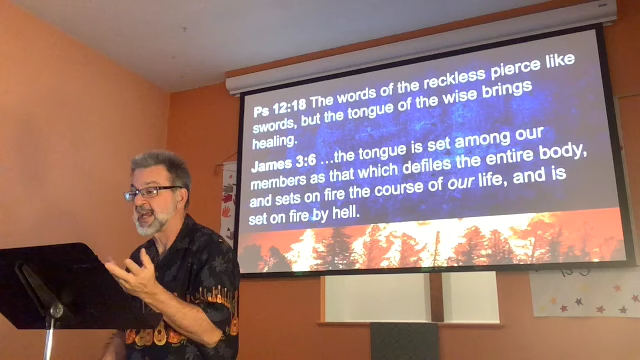 Ps 12:18 The words of the reckless pierce like
swords, but the tongue of the wise brings
healing.
James 3:6 …the tongue is set among our
members as that which defiles the entire body,
and sets on fire the course of our life, and is
set on fire by hell.